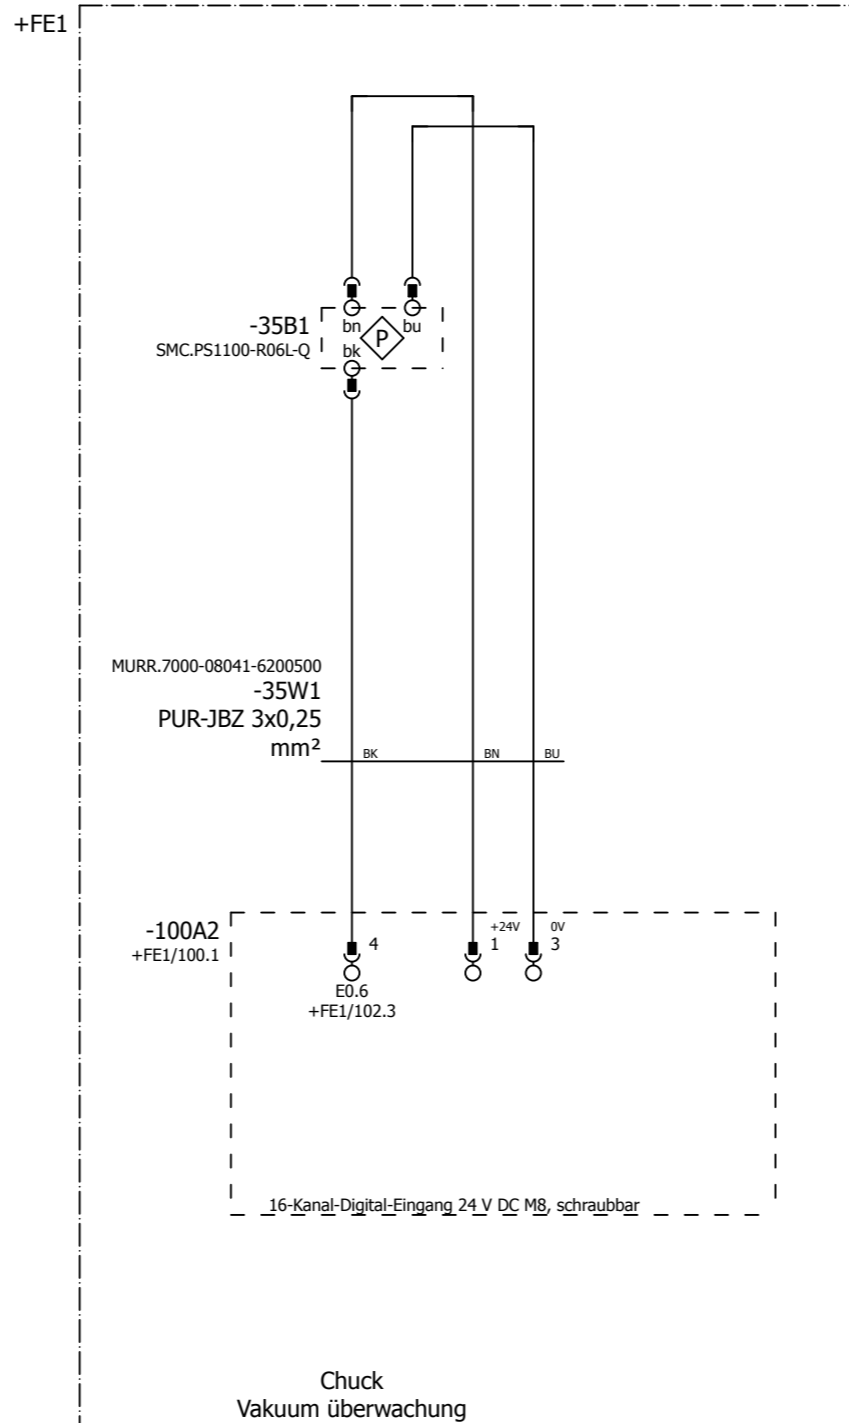 +FE1
-35B1
SMC.PS1100-R06L-Q
bn
bu
P
bk
MURR.7000-08041-6200500
-35W1
PUR-JBZ 3x0,25
mm²
BK
BN
BU
-100A2
+FE1/100.1
4
+24V
1
0V
3
E0.6
+FE1/102.3
16-Kanal-Digital-Eingang 24 V DC M8, schraubbar
Chuck
Vakuum überwachung